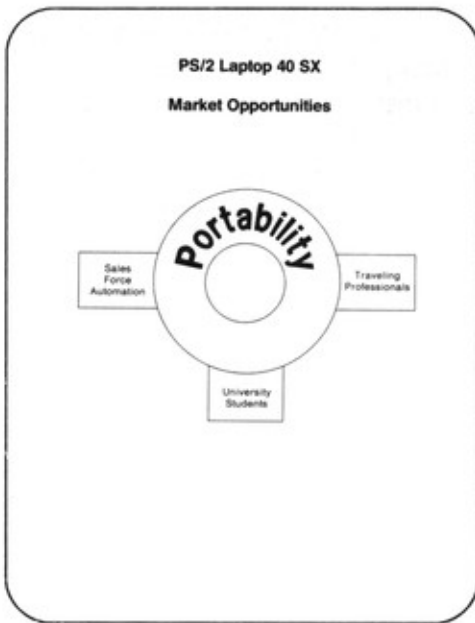 PS/2 Laptop 40 SX
Market Opportunities
Portability
Sales
Force
Automation
Traveling
Professionals
University
Students